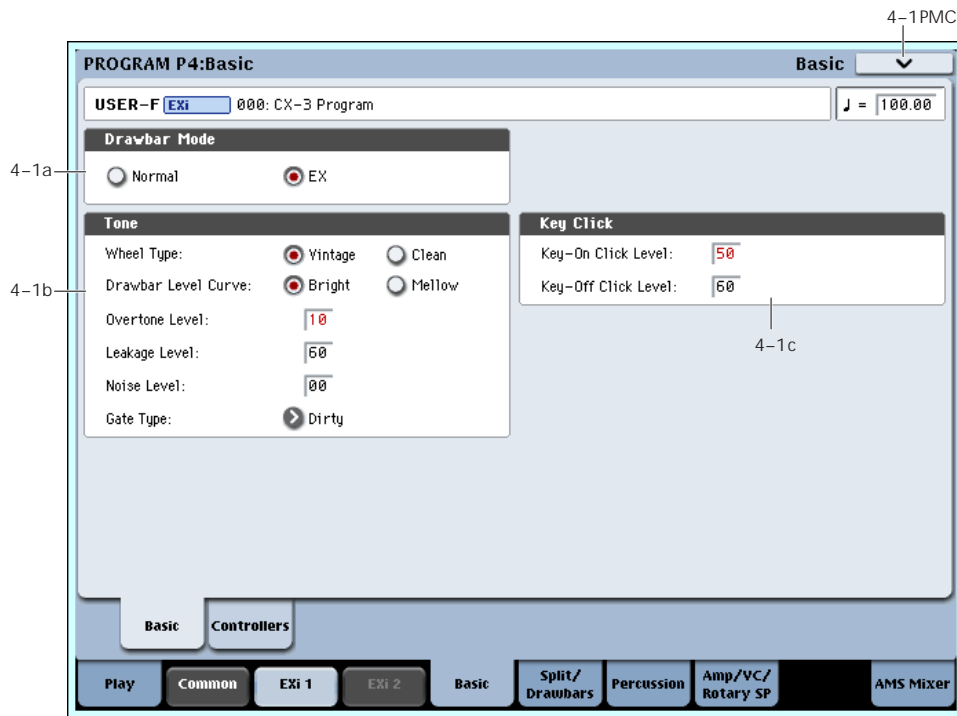 4-1PMC
PROGRAM P4:Basic Basic
USER-F EXi 000: CX-3 Program ♩ = 100.00
Drawbar Mode
4-1a
Normal EX
Tone
Wheel Type: Vintage Clean
4-1b
Drawbar Level Curve: Bright Mellow
Overtone Level: 10
Leakage Level: 60
Noise Level: 00
Gate Type: Dirty
Key Click
Key-On Click Level: 50
Key-Off Click Level: 60
4-1c
Basic Controllers
Play Common EXi 1 EXi 2 Basic Split/Drawbars Percussion Amp/VC/Rotary SP AMS Mixer